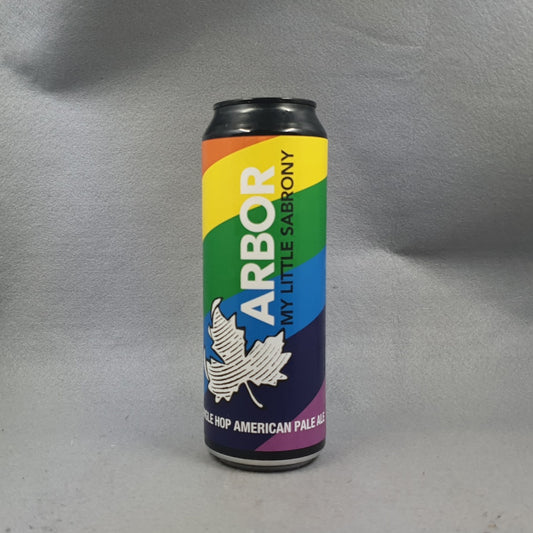 ARBOR
MY LITTLE SABRONY
HOP AMERICAN PALE ALE